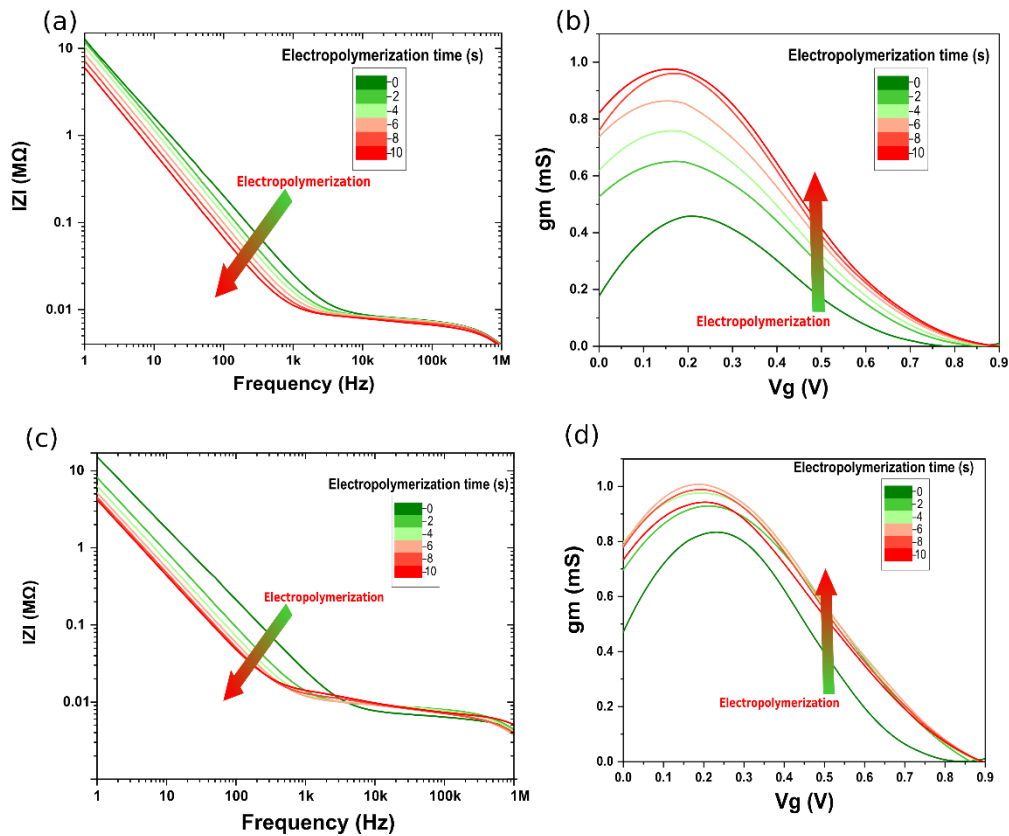 (a)
Electropolymerization time (s)
0
2
4
6
8
10
Electropolymerization
10
1
0.1
0.01
IZI (MΩ)
1 10 100 1k 10k 100k 1M
Frequency (Hz)
(b)
Electropolymerization time (s)
0
2
4
6
8
10
Electropolymerization
1.0
0.8
0.6
0.4
0.2
0.0
gm (mS)
0.0 0.1 0.2 0.3 0.4 0.5 0.6 0.7 0.8 0.9
Vg (V)
(c)
Electropolymerization time (s)
0
2
4
6
8
10
Electropolymerization
10
1
0.1
0.01
IZI (MΩ)
1 10 100 1k 10k 100k 1M
Frequency (Hz)
(d)
Electropolymerization time (s)
0
2
4
6
8
10
Electropolymerization
1.0
0.8
0.6
0.4
0.2
0.0
gm (mS)
0.0 0.1 0.2 0.3 0.4 0.5 0.6 0.7 0.8 0.9
Vg (V)